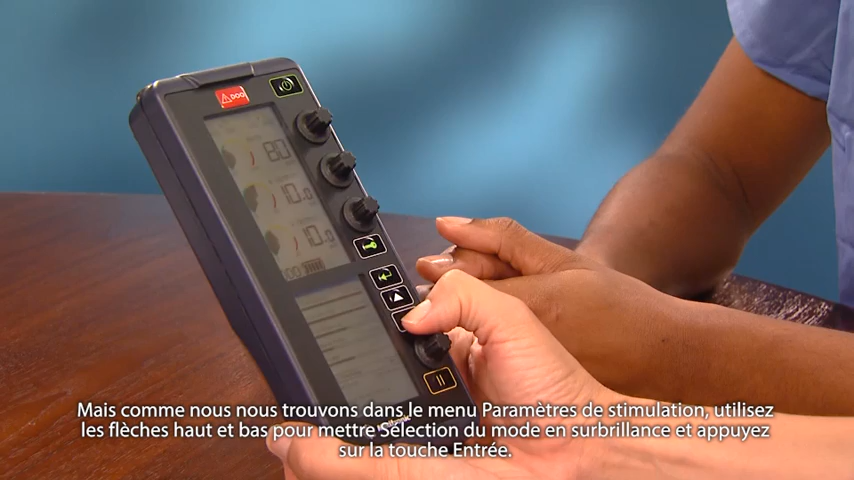 DOO
80
10.0
10.0
Mais comme nous nous trouvons dans le menu Paramètres de stimulation, utilisez
les flèches haut et bas pour mettre Sélection du mode en surbrillance et appuyez
sur la touche Entrée.